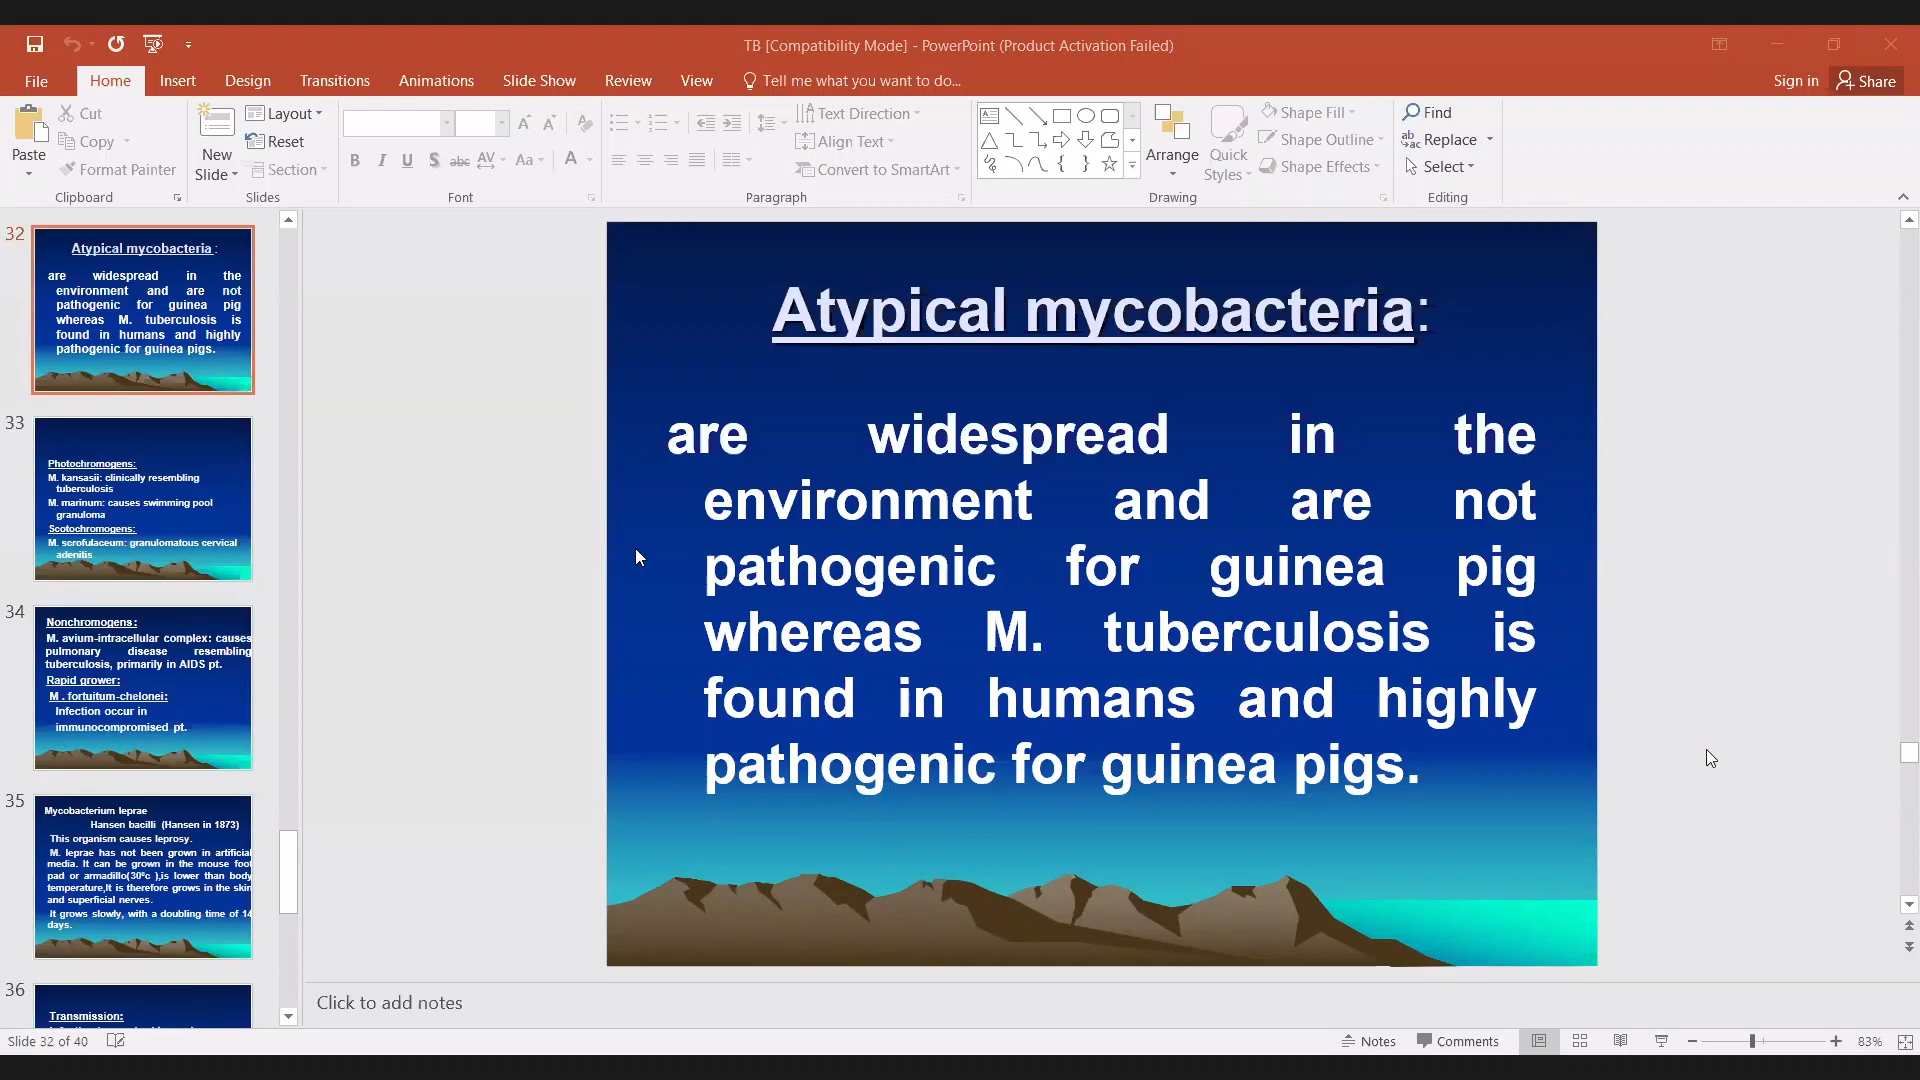 TB [Compatibility Mode] - PowerPoint (Product Activation Failed)
File Home Insert Design Transitions Animations Slide Show Review View Tell me what you want to do... Sign in Share
Paste
Cut
Copy
Format Painter
Clipboard
New Slide
Layout
Reset
Section
Slides
B I U S abc AV Aa A
Font
Text Direction
Align Text
Convert to SmartArt
Paragraph
Arrange
Quick Styles
Shape Fill
Shape Outline
Shape Effects
Drawing
Find
Replace
Select
Editing
32
Atypical mycobacteria :
are widespread in the
environment and are not
pathogenic for guinea pig
whereas M. tuberculosis is
found in humans and highly
pathogenic for guinea pigs.
33
Photochromogens:
M. kansasii: clinically resembling
tuberculosis
M. marinum: causes swimming pool
granuloma
Scotochromogens:
M. scrofulaceum: granulomatous cervical
adenitis
34
Nonchromogens:
M. avium-intracellular complex: causes
pulmonary disease resembling
tuberculosis, primarily in AIDS pt.
Rapid grower:
M . fortuitum-chelonei:
Infection occur in
immunocompromised pt.
35
Mycobacterium leprae
Hansen bacilli (Hansen in 1873)
This organism causes leprosy.
M. leprae has not been grown in artificial
media. It can be grown in the mouse foot
pad or armadillo(30°c ),is lower than body
temperature,It is therefore grows in the skin
and superficial nerves.
It grows slowly, with a doubling time of 14
days.
36
Transmission:
Atypical mycobacteria:
are widespread in the
environment and are not
pathogenic for guinea pig
whereas M. tuberculosis is
found in humans and highly
pathogenic for guinea pigs.
Click to add notes
Slide 32 of 40
Notes Comments 83%